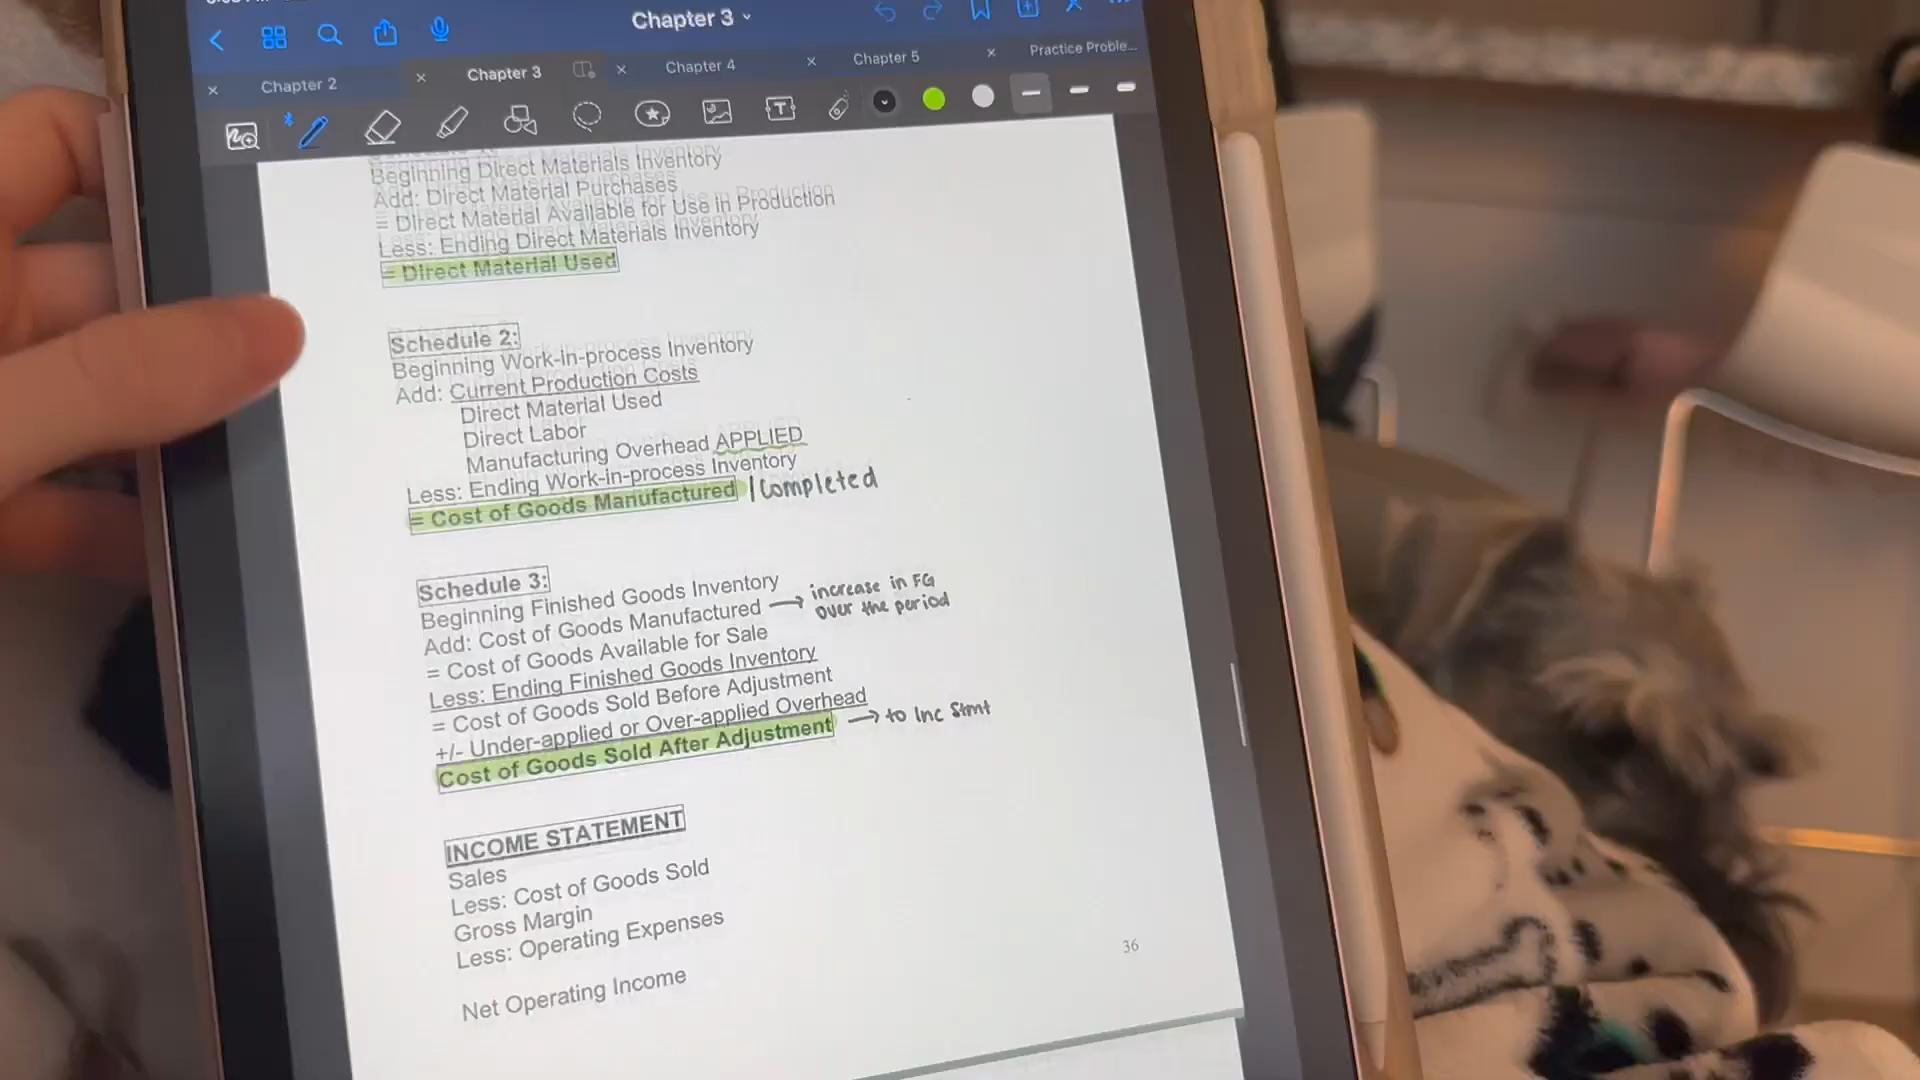 Chapter 3
Chapter 2
Chapter 3
Chapter 4
Chapter 5
Practice Proble...
Beginning Direct Materials Inventory
Add: Direct Material Purchases
= Direct Material Available for Use in Production
Less: Ending Direct Materials Inventory
= Direct Material Used
Schedule 2:
Beginning Work-in-process Inventory
Add: Current Production Costs
Direct Material Used
Direct Labor
Manufacturing Overhead APPLIED
Less: Ending Work-in-process Inventory
= Cost of Goods Manufactured | Completed
Schedule 3:
Beginning Finished Goods Inventory
Add: Cost of Goods Manufactured → increase in FG
over the period
= Cost of Goods Available for Sale
Less: Ending Finished Goods Inventory
= Cost of Goods Sold Before Adjustment
+/- Under-applied or Over-applied Overhead
Cost of Goods Sold After Adjustment → to Inc Stmt
INCOME STATEMENT
Sales
Less: Cost of Goods Sold
Gross Margin
Less: Operating Expenses
Net Operating Income
36